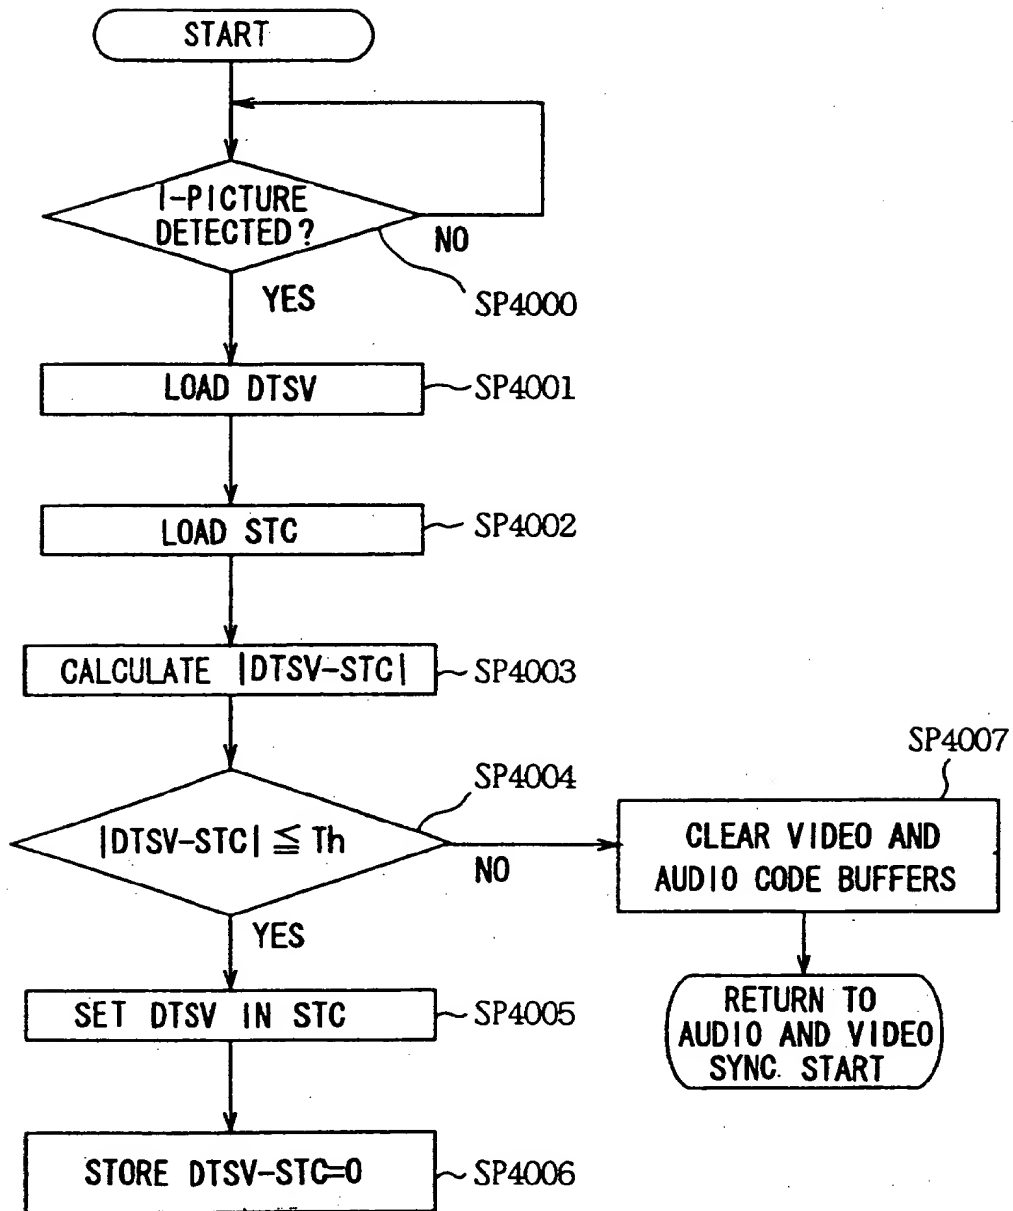 START
I-PICTURE
DETECTED?
NO
YES
SP4000
LOAD DTSV
SP4001
LOAD STC
SP4002
CALCULATE |DTSV-STC|
SP4003
SP4004
|DTSV-STC| ≦ Th
NO
YES
SP4007
CLEAR VIDEO AND
AUDIO CODE BUFFERS
RETURN TO
AUDIO AND VIDEO
SYNC. START
SET DTSV IN STC
SP4005
STORE DTSV-STC=0
SP4006